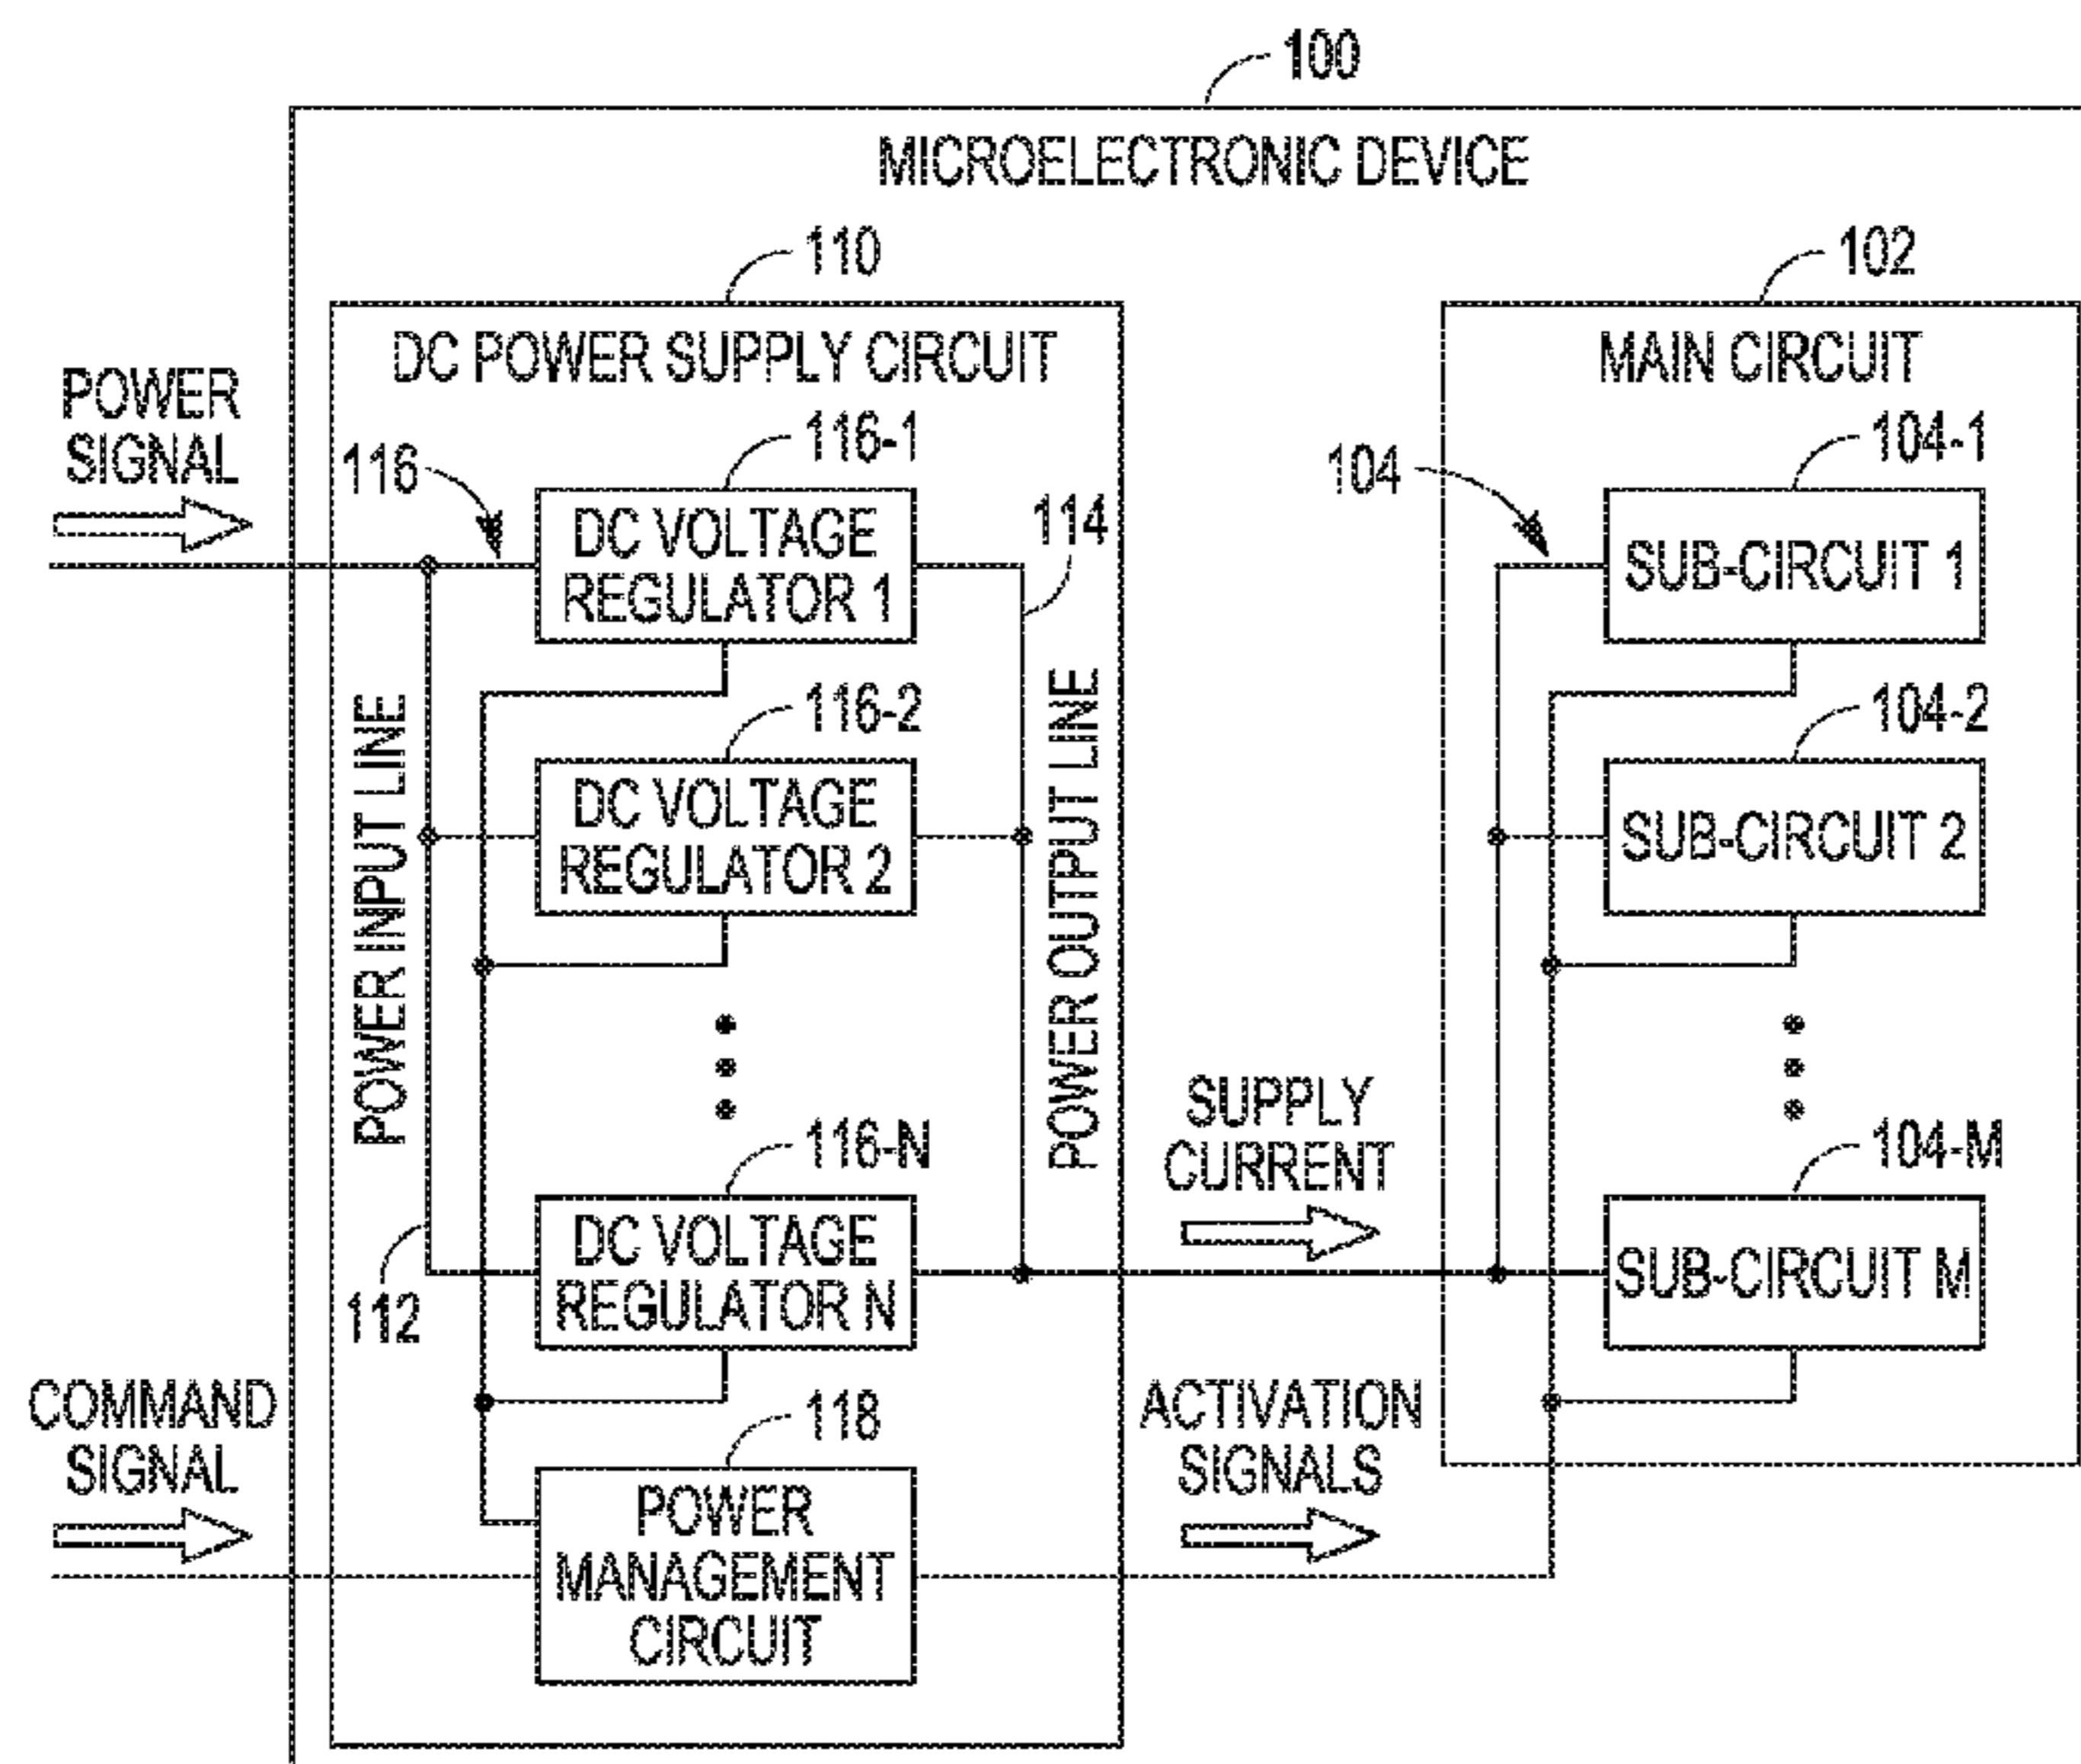 100
MICROELECTRONIC DEVICE
110
102
DC POWER SUPPLY CIRCUIT
MAIN CIRCUIT
POWER
SIGNAL
116
116-1
DC VOLTAGE
REGULATOR 1
114
104
104-1
SUB-CIRCUIT 1
POWER INPUT LINE
116-2
DC VOLTAGE
REGULATOR 2
POWER OUTPUT LINE
104-2
SUB-CIRCUIT 2
116-N
DC VOLTAGE
REGULATOR N
SUPPLY
CURRENT
104-M
SUB-CIRCUIT M
112
COMMAND
SIGNAL
118
POWER
MANAGEMENT
CIRCUIT
ACTIVATION
SIGNALS